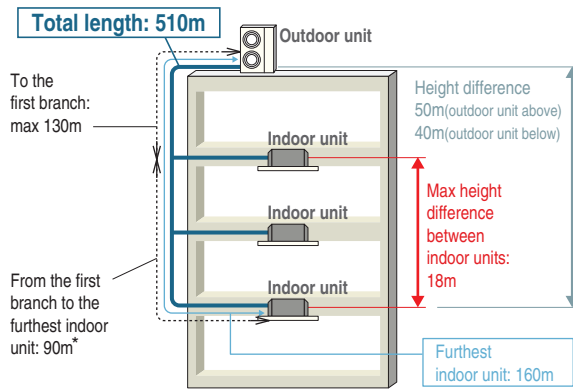 Total length: 510m
Outdoor unit
To the
first branch:
max 130m
Height difference
50m(outdoor unit above)
40m(outdoor unit below)
Indoor unit
Max height
difference
between
indoor units:
18m
Indoor unit
From the first
branch to the
furthest indoor
unit: 90m*
Indoor unit
Furthest
indoor unit: 160m